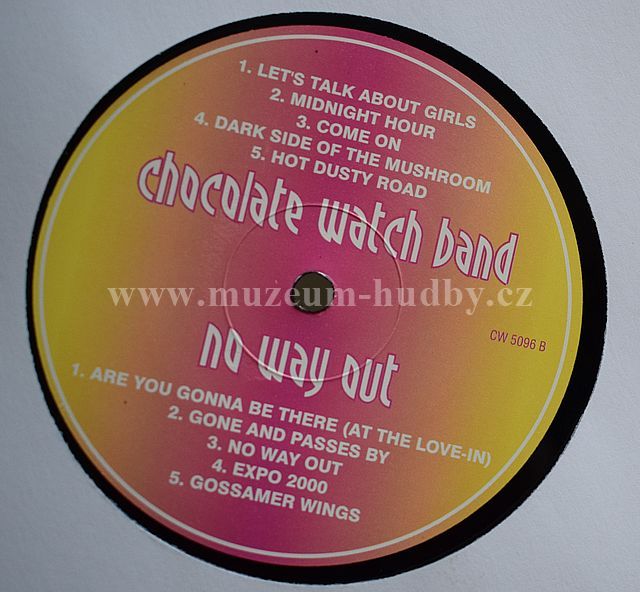 1. LET'S TALK ABOUT GIRLS
2. MIDNIGHT HOUR
3. COME ON
4. DARK SIDE OF THE MUSHROOM
5. HOT DUSTY ROAD
chocolate watch band
www.muzeum-hudby.cz
CW 5096 B
no way out
1. ARE YOU GONNA BE THERE (AT THE LOVE-IN)
2. GONE AND PASSES BY
3. NO WAY OUT
4. EXPO 2000
5. GOSSAMER WINGS